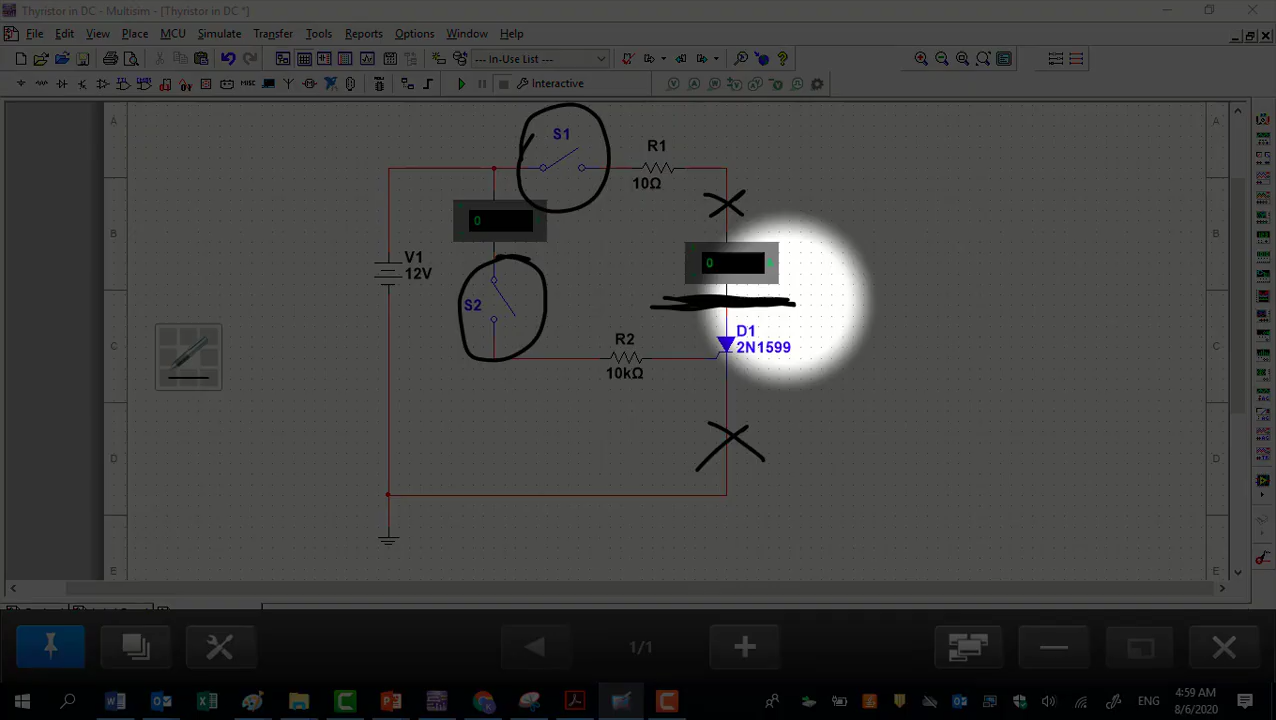 Thyristor in DC - Multisim - [Thyristor in DC *]
File Edit View Place MCU Simulate Transfer Tools Reports Options Window Help
--- In-Use List ---
Interactive
A
B
C
D
E
S1
R1
10Ω
0
V1
12V
S2
0
D1
2N1599
R2
10kΩ
A
B
C
D
E
1/1
ENG
4:59 AM
8/6/2020